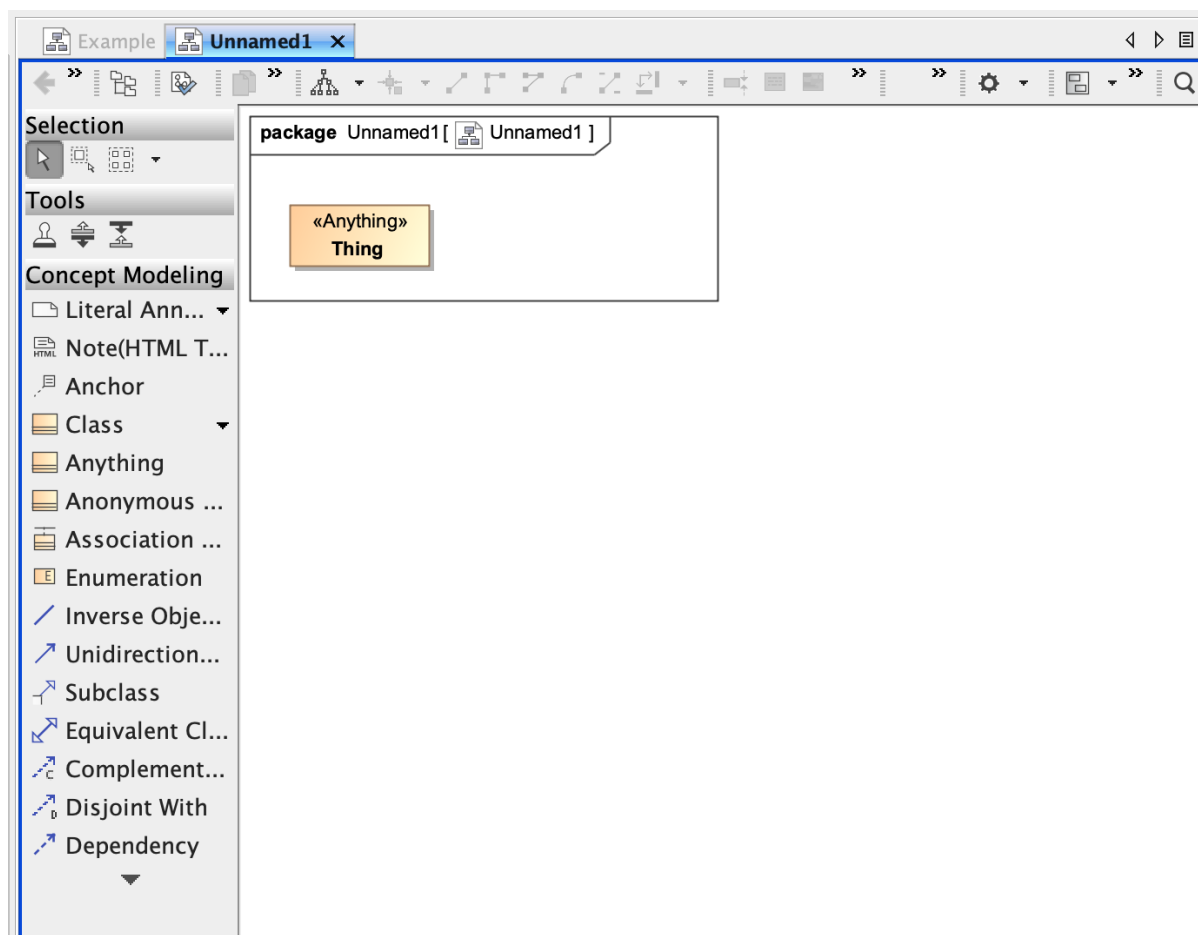 Example
Unnamed1
Selection
package Unnamed1[ Unnamed1 ]
Tools
«Anything»
Thing
Concept Modeling
Literal Ann...
HTML
Note(HTML T...
Anchor
Class
Anything
Anonymous ...
Association ...
E
Enumeration
Inverse Obje...
Unidirection...
Subclass
Equivalent Cl...
C
Complement...
D
Disjoint With
Dependency